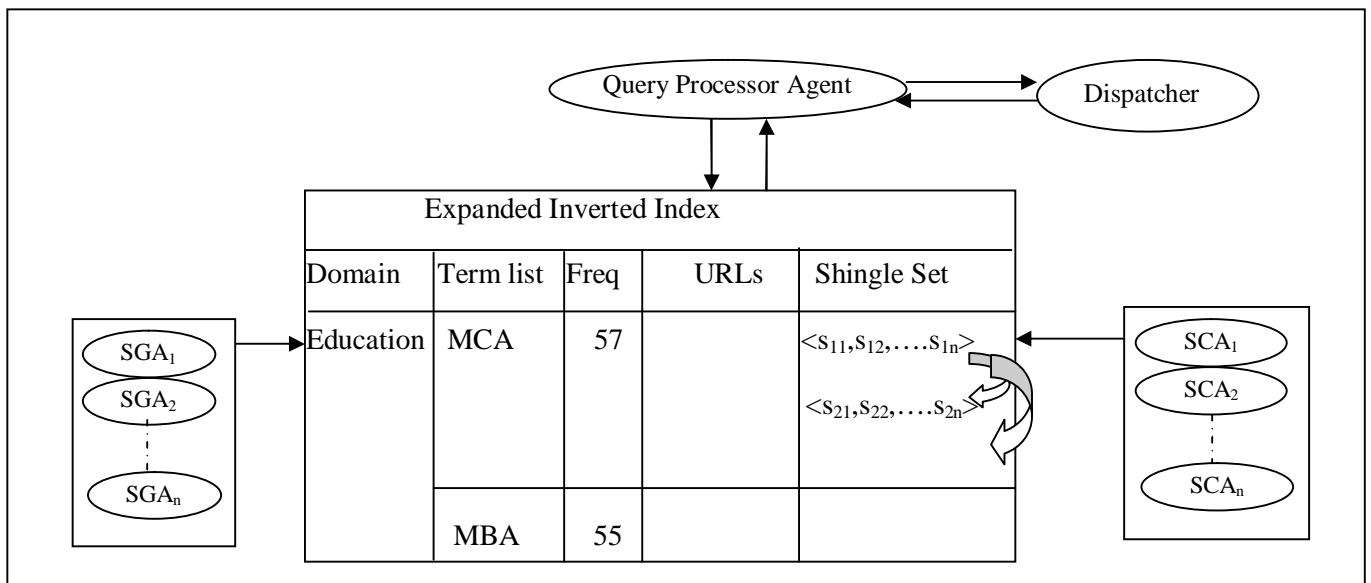 Query Processor Agent
Dispatcher
Expanded Inverted Index
Domain Term list Freq URLs Shingle Set
Education MCA 57 <s₁₁,s₁₂,….s₁ₙ>
<s₂₁,s₂₂,….s₂ₙ>
MBA 55
SGA₁
SGA₂
SGAₙ
SCA₁
SCA₂
SCAₙ